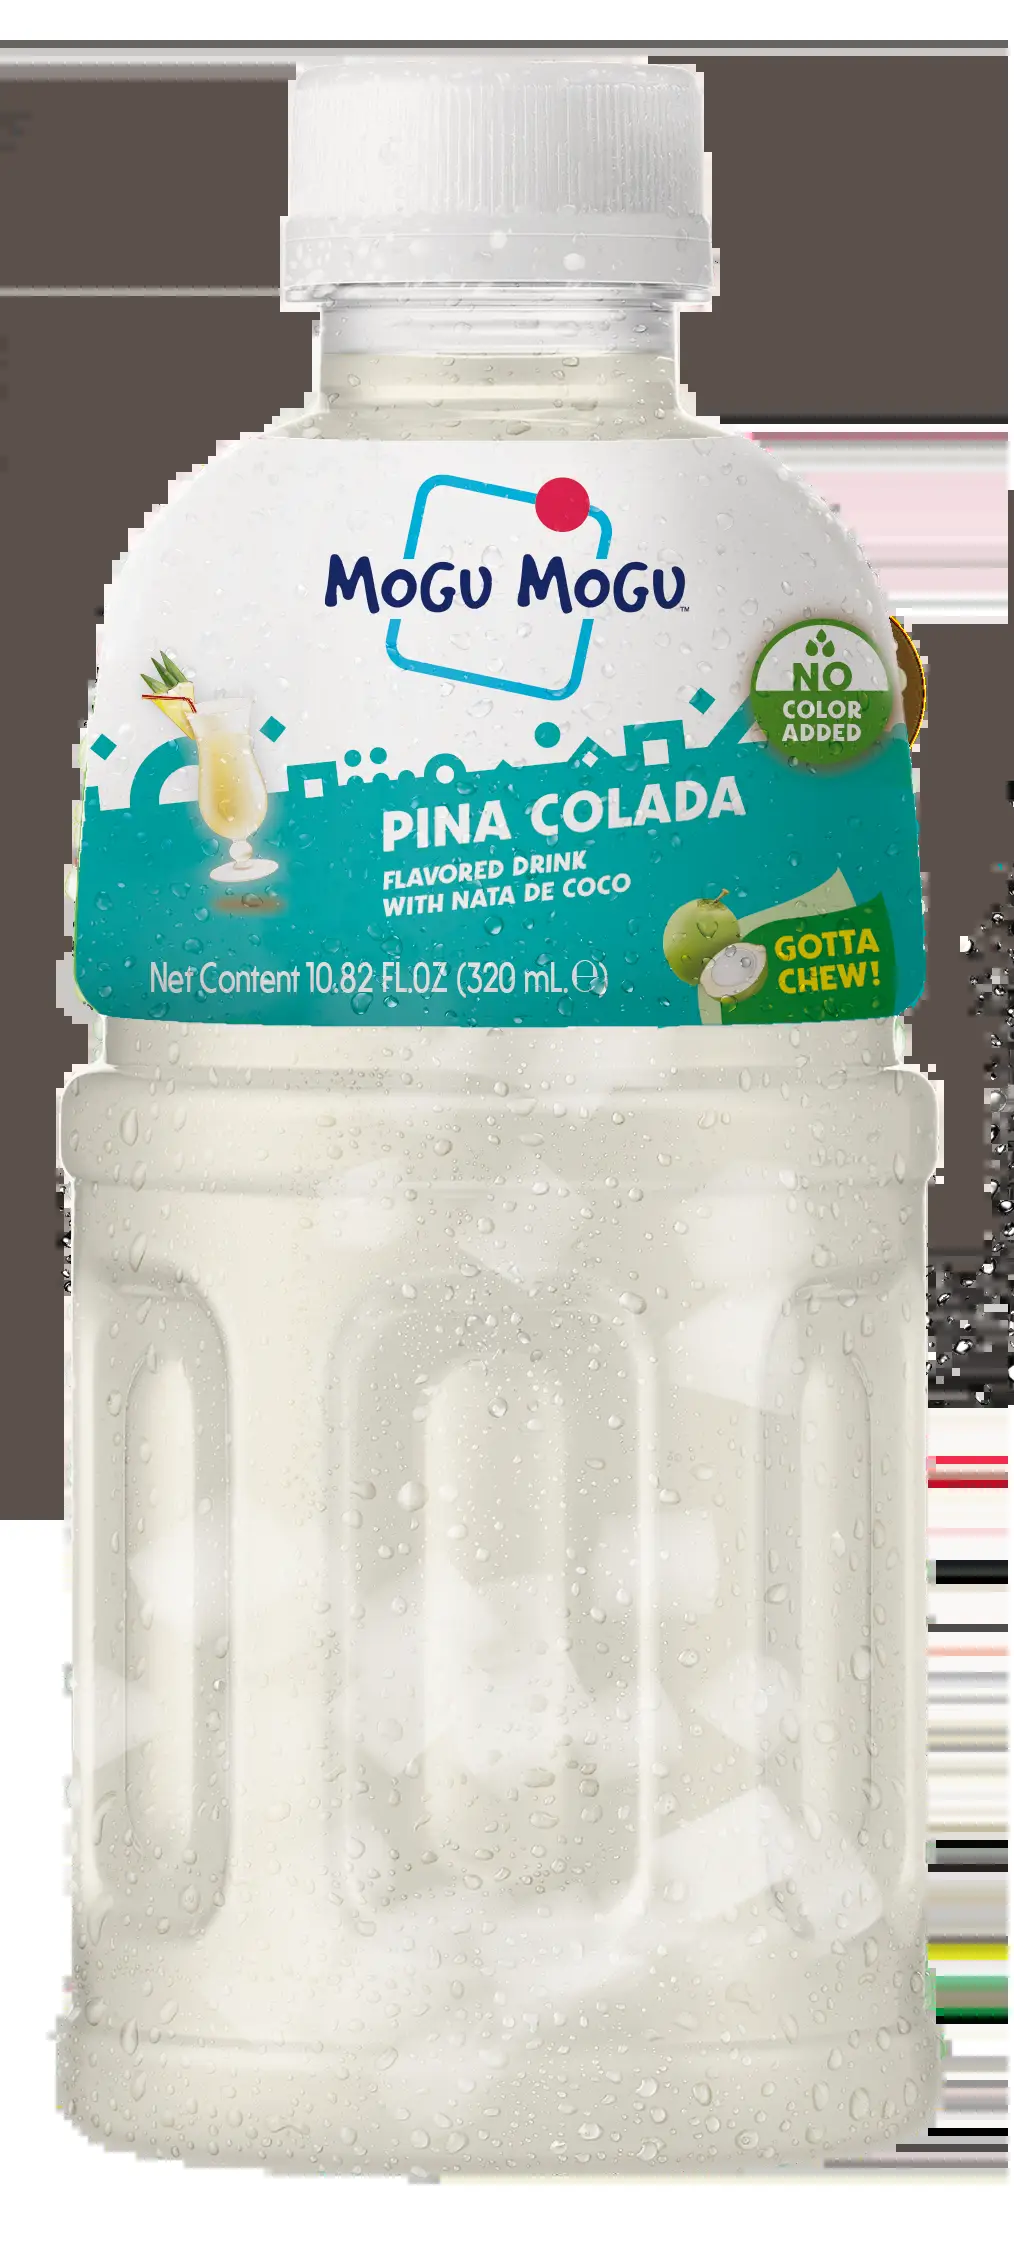 MOGU MOGU™
NO
COLOR
ADDED
PINA COLADA
FLAVORED DRINK
WITH NATA DE COCO
GOTTA
CHEW!
Net Content 10.82 FL.OZ (320 mL.℮)